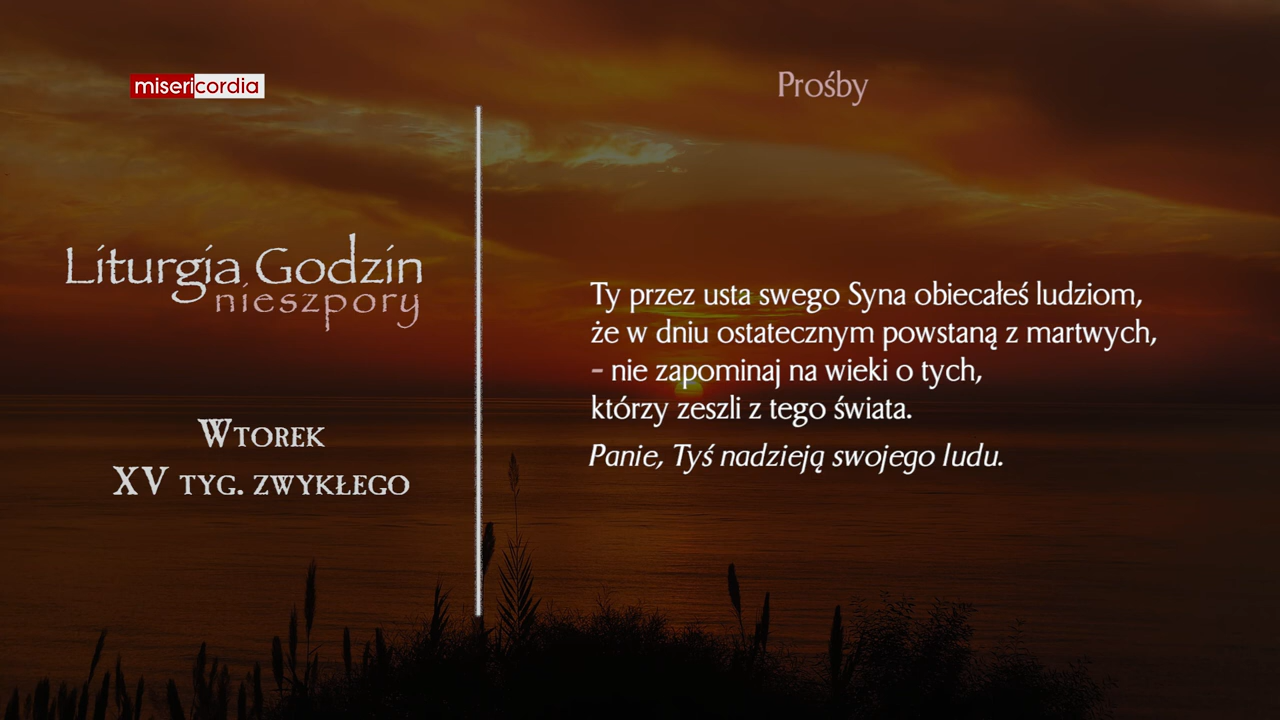 misericordia
Liturgia Godzin
nieszpory
Wtorek
XV tyg. zwykłego
Prośby
Ty przez usta swego Syna obiecałeś ludziom,
że w dniu ostatecznym powstaną z martwych,
- nie zapominaj na wieki o tych,
którzy zeszli z tego świata.
Panie, Tyś nadzieją swojego ludu.